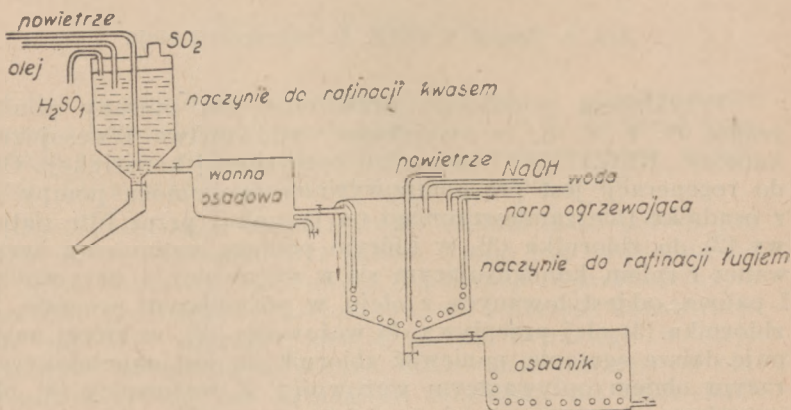 powietrze
SO2
olej
H2SO4
naczynie do rafinacji kwasem
wanna
osadowa
powietrze
NaOH
woda
para ogrzewająca
naczynie do rafinacji ługiem
osadnik